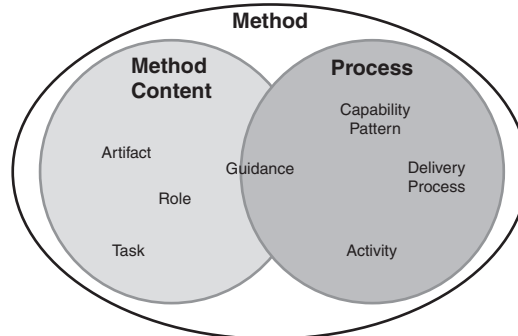 Method
Method
Content
Process
Capability
Pattern
Artifact
Guidance
Delivery
Process
Role
Task
Activity